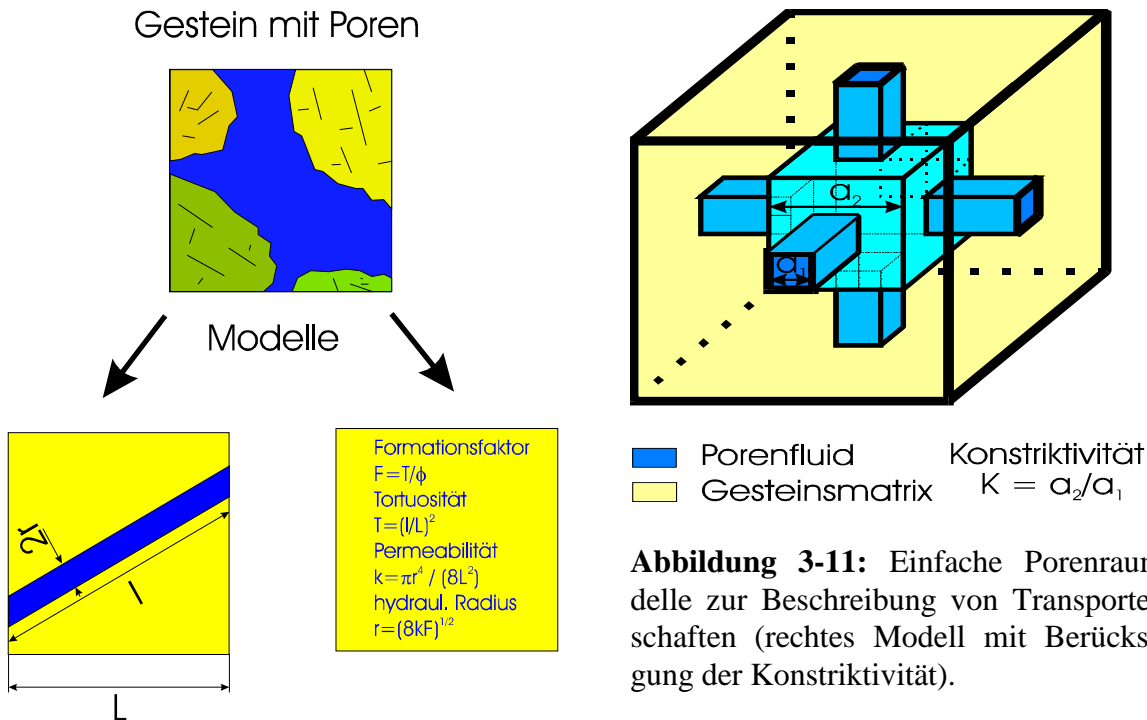 Gestein mit Poren
Modelle
2r
l
L
Formationsfaktor
F=T/ϕ
Tortuosität
T=(l/L)²
Permeabilität
k=πr⁴ / (8L²)
hydraul. Radius
r=(8kF)¹/²
a₂
a₁
Porenfluid
Gesteinsmatrix
Konstriktivität
K = a₂/a₁
Abbildung 3-11: Einfache Porenraum
delle zur Beschreibung von Transporte
schaften (rechtes Modell mit Berücks
gung der Konstriktivität).